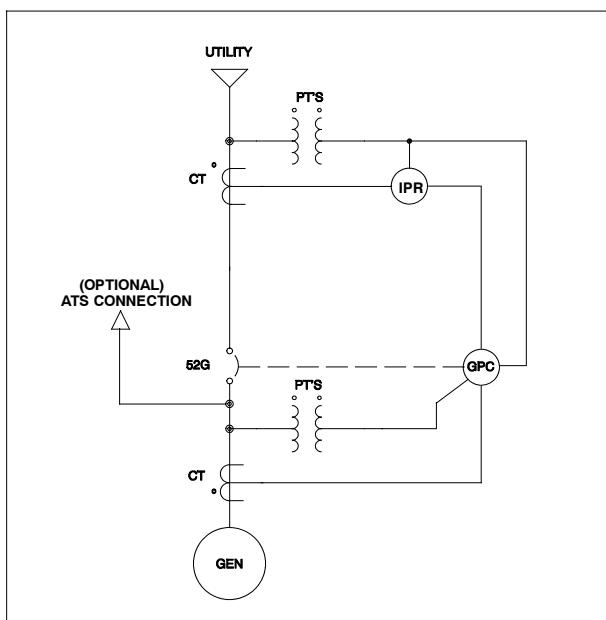 UTILITY
PT'S
CT
IPR
(OPTIONAL)
ATS CONNECTION
52G
GPC
PT'S
CT
GEN